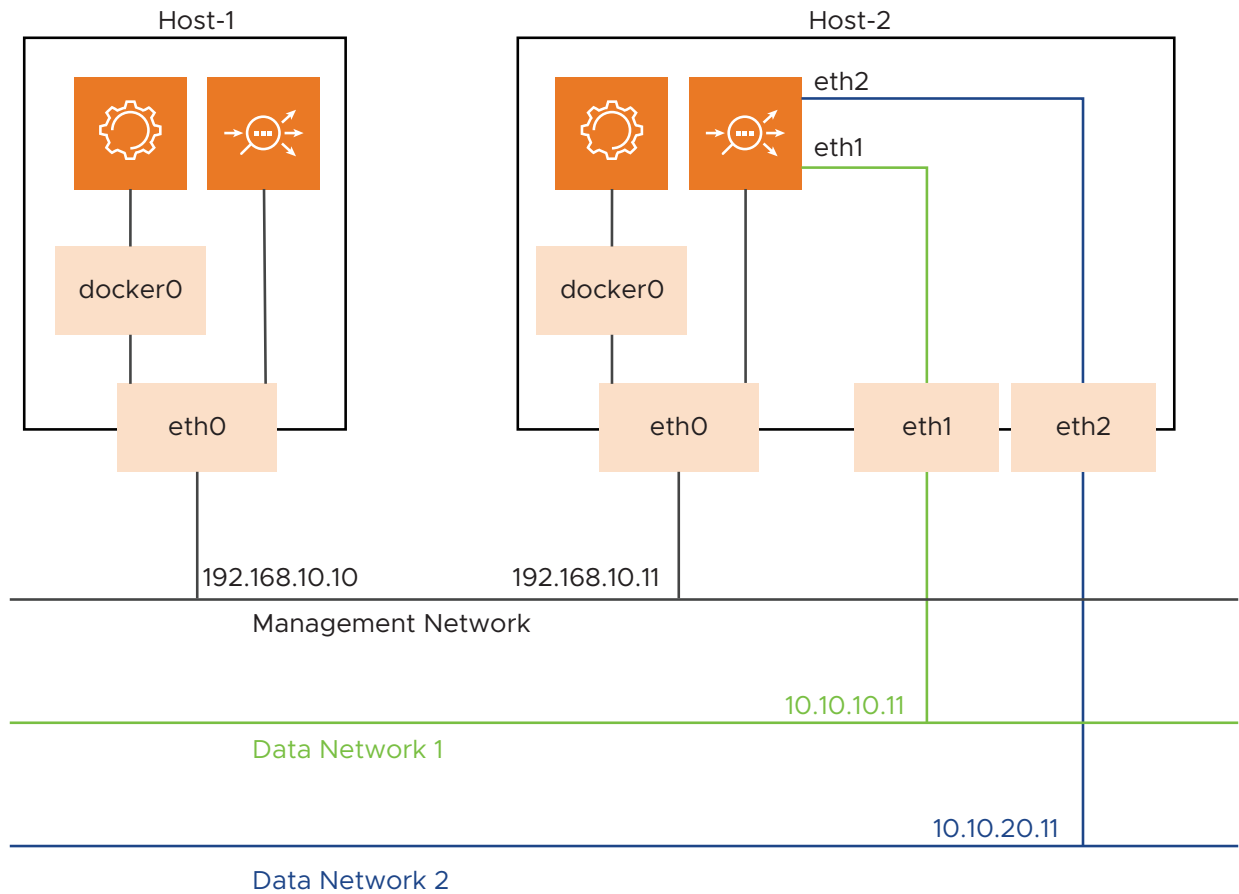 Host-1
Host-2
eth2
eth1
docker0
docker0
eth0
eth0
eth1
eth2
192.168.10.10
192.168.10.11
Management Network
10.10.10.11
Data Network 1
10.10.20.11
Data Network 2